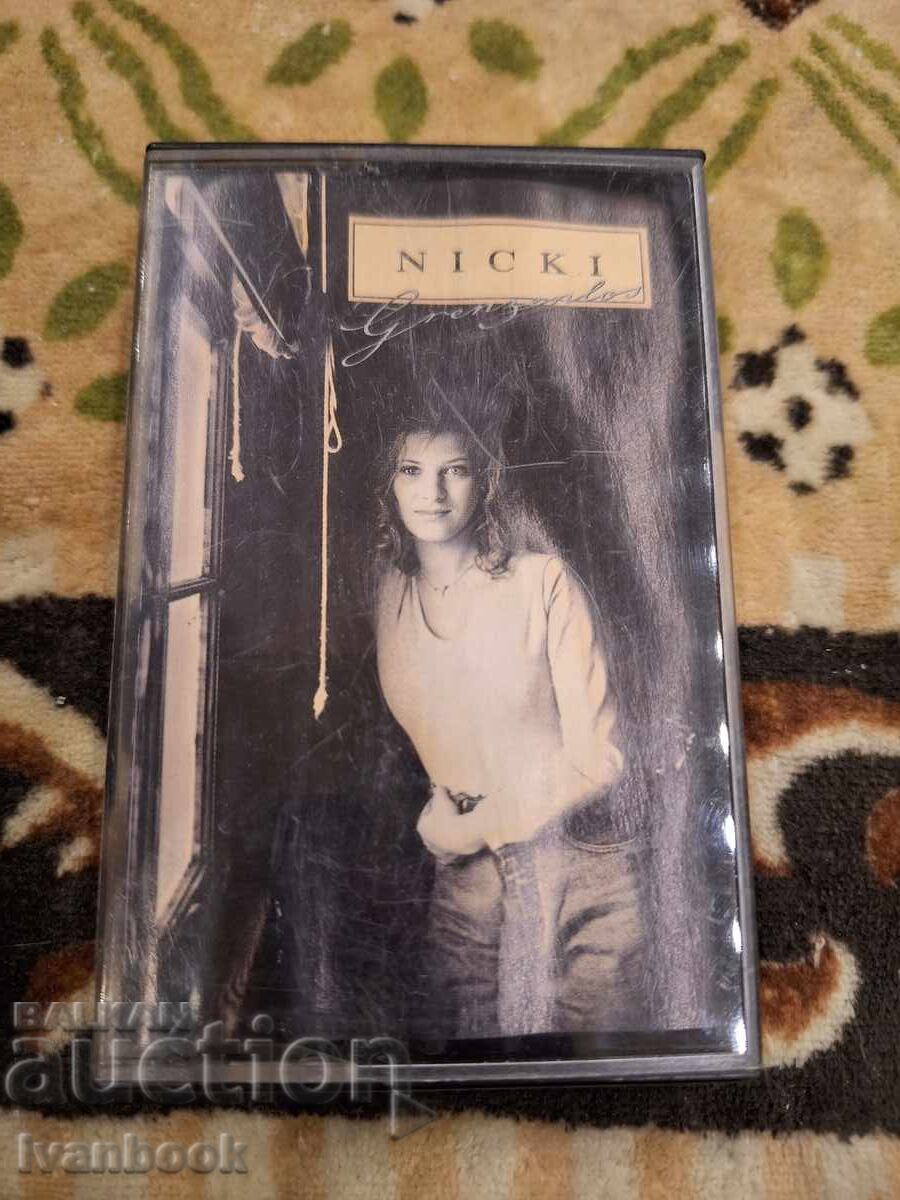 NICKI
Grenzenlos
BALKAN
auction
Ivanbook